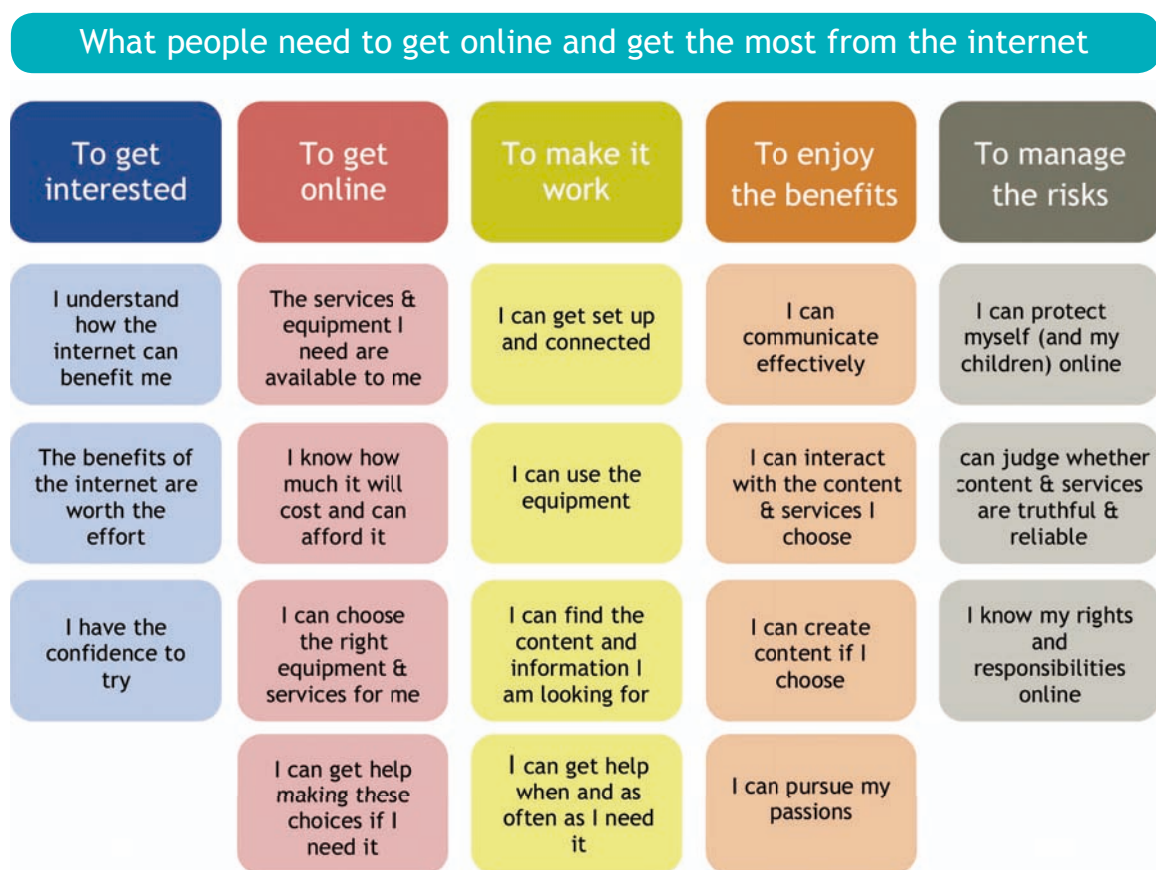 What people need to get online and get the most from the internet
To get
interested
I understand
how the
internet can
benefit me
The benefits of
the internet are
worth the
effort
I have the
confidence to
try
To get
online
The services &
equipment I
need are
available to me
I know how
much it will
cost and can
afford it
I can choose
the right
equipment &
services for me
I can get help
making these
choices if I
need it
To make it
work
I can get set up
and connected
I can use the
equipment
I can find the
content and
information I
am looking for
I can get help
when and as
often as I need
it
To enjoy
the benefits
I can
communicate
effectively
I can interact
with the content
& services I
choose
I can create
content if I
choose
I can pursue my
passions
To manage
the risks
I can protect
myself (and my
children) online
can judge whether
content & services
are truthful &
reliable
I know my rights
and
responsibilities
online